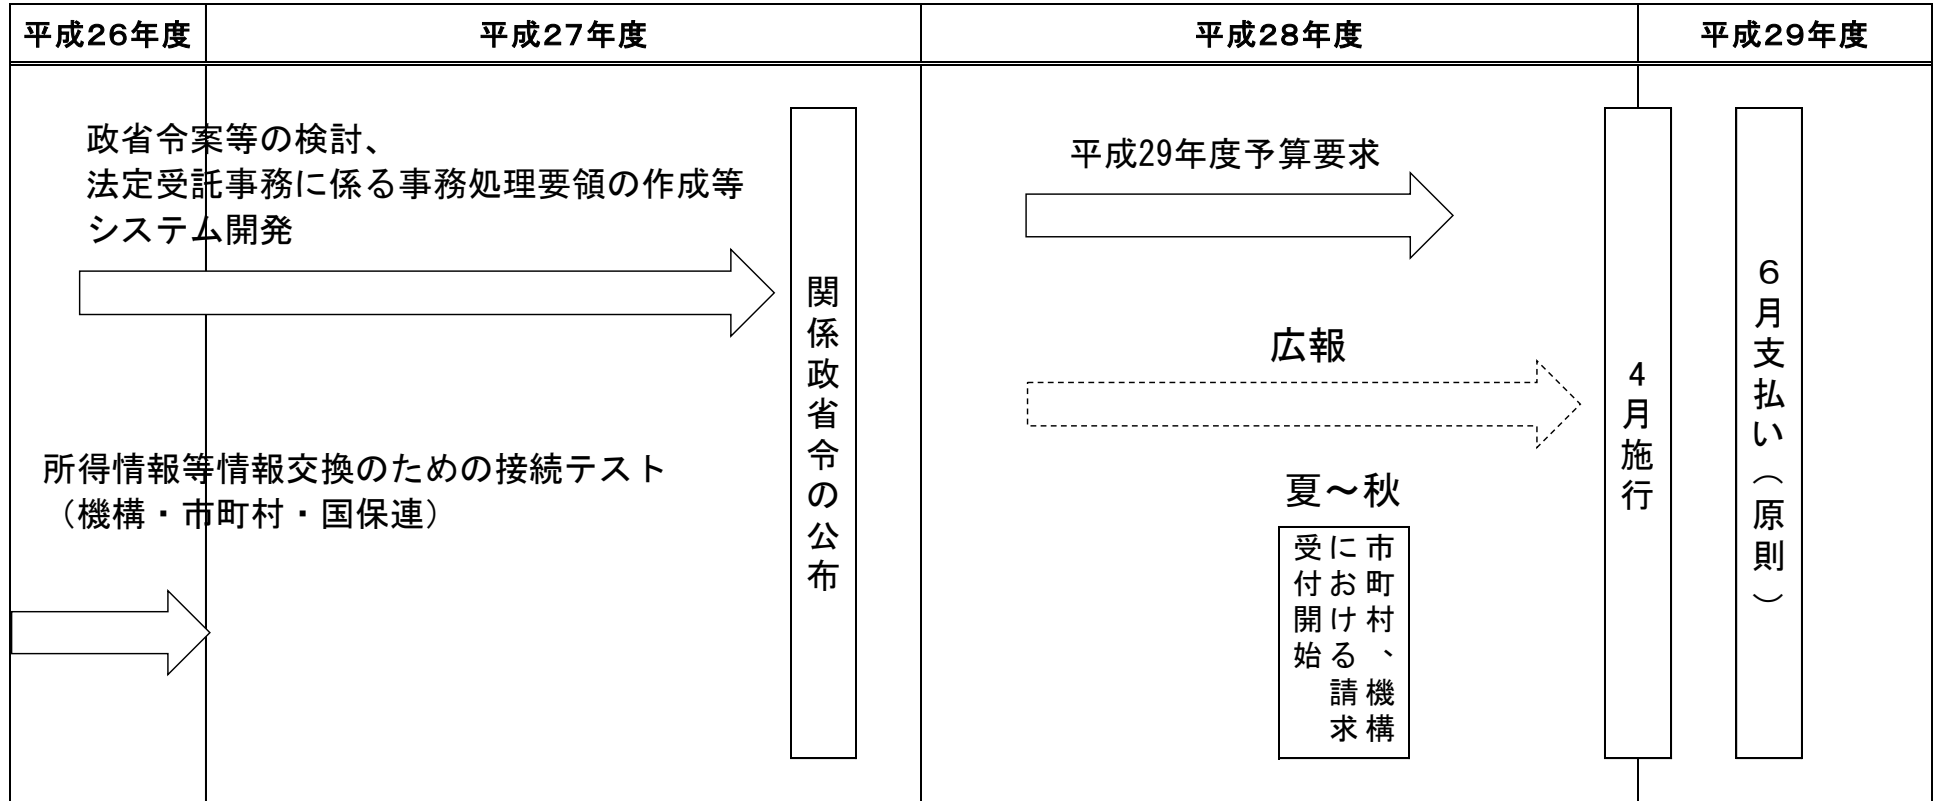 平成26年度
平成27年度
平成28年度
平成29年度
政省令案等の検討、
法定受託事務に係る事務処理要領の作成等
システム開発
所得情報等情報交換のための接続テスト
（機構・市町村・国保連）
関係政省令の公布
平成29年度予算要求
広報
夏～秋
市町村、機構
における請求
受付開始
４月施行
６月支払い（原則）